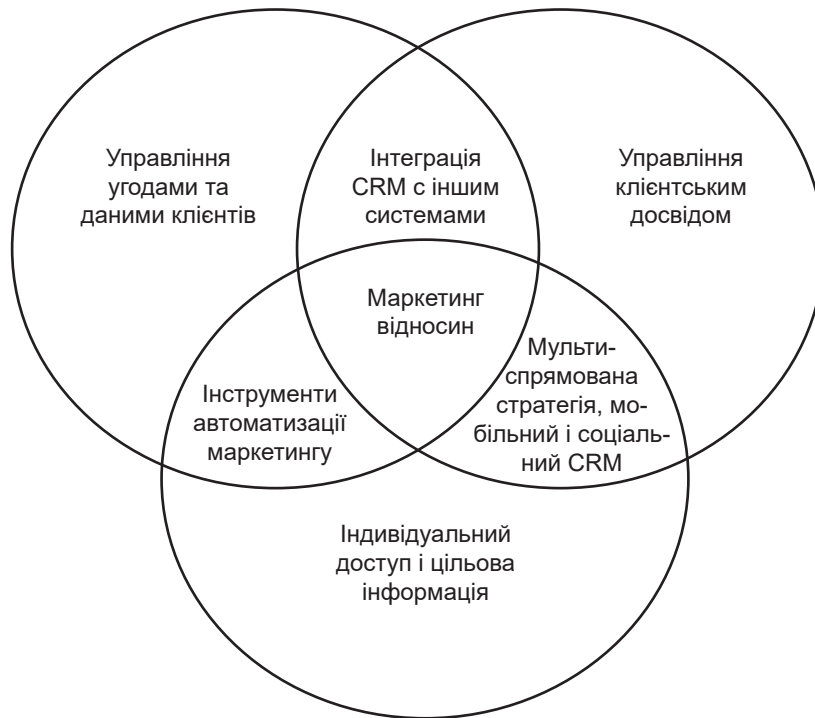 Управління
угодами та
даними клієнтів
Інтеграція
CRM с іншим
системами
Управління
клієнтським
досвідом
Маркетинг
відносин
Мульти-
спрямована
стратегія, мо-
більний і соціаль-
ний CRM
Інструменти
автоматизації
маркетингу
Індивідуальний
доступ і цільова
інформація